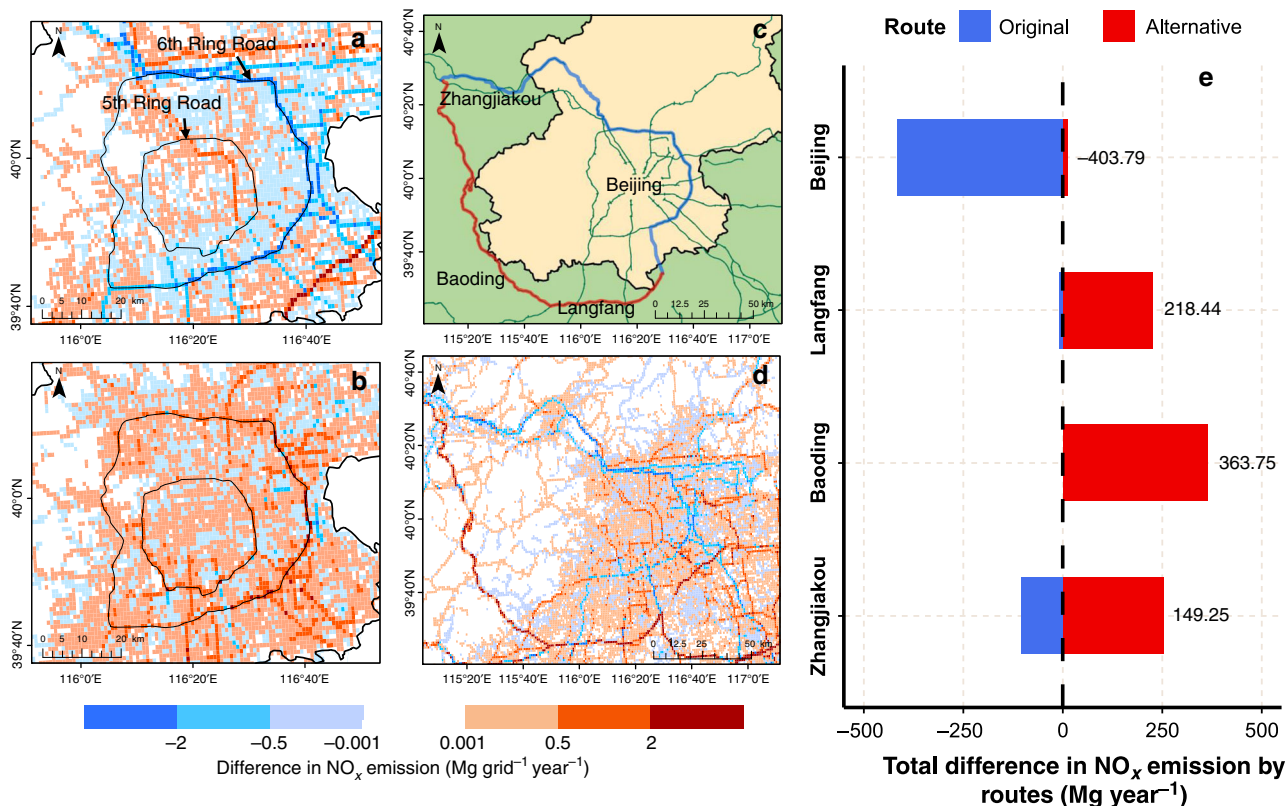 a
N
6th Ring Road
5th Ring Road
40°0′N
39°40′N
0 5 10 20 km
116°0′E 116°20′E 116°40′E
b
N
40°0′N
39°40′N
0 5 10 20 km
116°0′E 116°20′E 116°40′E
c
N
40°40′N
40°20′N
40°0′N
39°40′N
Zhangjiakou
Beijing
Baoding
Langfang
0 12.5 25 50 km
115°20′E 115°40′E 116°0′E 116°20′E 116°40′E 117°0′E
d
N
40°40′N
40°20′N
40°0′N
39°40′N
0 12.5 25 50 km
115°20′E 115°40′E 116°0′E 116°20′E 116°40′E 117°0′E
–2 –0.5 –0.001 0.001 0.5 2
Difference in NOx emission (Mg grid⁻¹ year⁻¹)
Route Original Alternative
e
Beijing –403.79
Langfang 218.44
Baoding 363.75
Zhangjiakou 149.25
–500 –250 0 250 500
Total difference in NOx emission by
routes (Mg year⁻¹)